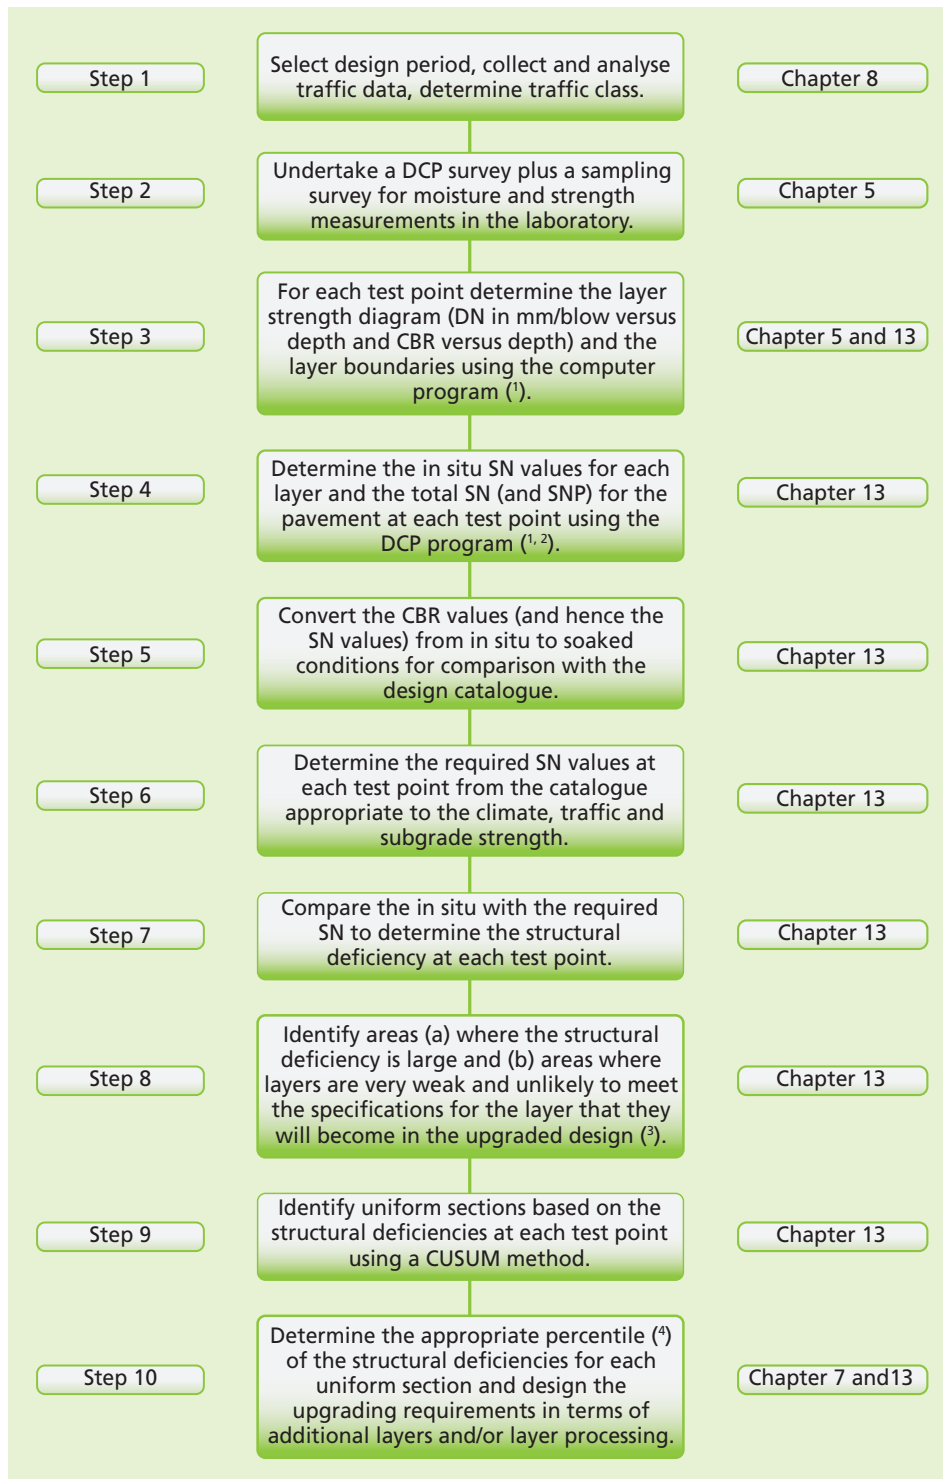 Step 1
Select design period, collect and analyse
traffic data, determine traffic class.
Chapter 8
Step 2
Undertake a DCP survey plus a sampling
survey for moisture and strength
measurements in the laboratory.
Chapter 5
Step 3
For each test point determine the layer
strength diagram (DN in mm/blow versus
depth and CBR versus depth) and the
layer boundaries using the computer
program (¹).
Chapter 5 and 13
Step 4
Determine the in situ SN values for each
layer and the total SN (and SNP) for the
pavement at each test point using the
DCP program (¹, ²).
Chapter 13
Step 5
Convert the CBR values (and hence the
SN values) from in situ to soaked
conditions for comparison with the
design catalogue.
Chapter 13
Step 6
Determine the required SN values at
each test point from the catalogue
appropriate to the climate, traffic and
subgrade strength.
Chapter 13
Step 7
Compare the in situ with the required
SN to determine the structural
deficiency at each test point.
Chapter 13
Step 8
Identify areas (a) where the structural
deficiency is large and (b) areas where
layers are very weak and unlikely to meet
the specifications for the layer that they
will become in the upgraded design (³).
Chapter 13
Step 9
Identify uniform sections based on the
structural deficiencies at each test point
using a CUSUM method.
Chapter 13
Step 10
Determine the appropriate percentile (⁴)
of the structural deficiencies for each
uniform section and design the
upgrading requirements in terms of
additional layers and/or layer processing.
Chapter 7 and13